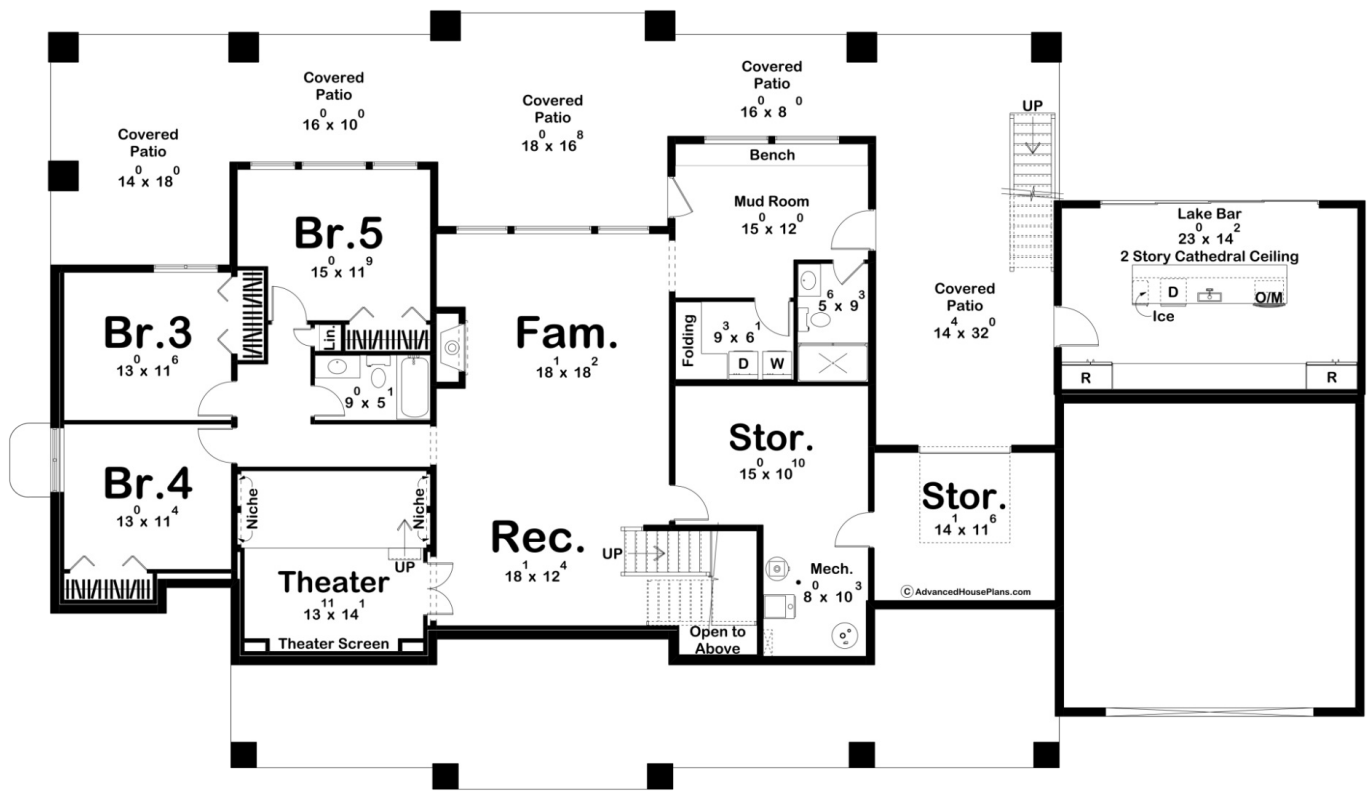 Covered
Patio
14⁰ x 18⁰
Covered
Patio
16⁰ x 10⁰
Covered
Patio
18⁰ x 16⁸
Covered
Patio
16⁰ x 8⁰
UP
Bench
Mud Room
15⁰ x 12⁰
Br.5
15⁰ x 11⁹
Lake Bar
23⁰ x 14²
2 Story Cathedral Ceiling
D
O/M
Ice
R
R
Covered
Patio
14⁴ x 32⁰
Br.3
13⁰ x 11⁶
Lin.
9⁰ x 5¹
Fam.
18¹ x 18²
Folding
9³ x 6¹
D
W
5⁶ x 9³
Br.4
13⁰ x 11⁴
Niche
Niche
UP
Theater
13¹¹ x 14¹
Theater Screen
Rec.
18¹ x 12⁴
UP
Open to
Above
Stor.
15⁰ x 10¹⁰
Mech.
8⁰ x 10³
Stor.
14¹ x 11⁶
© AdvancedHousePlans.com